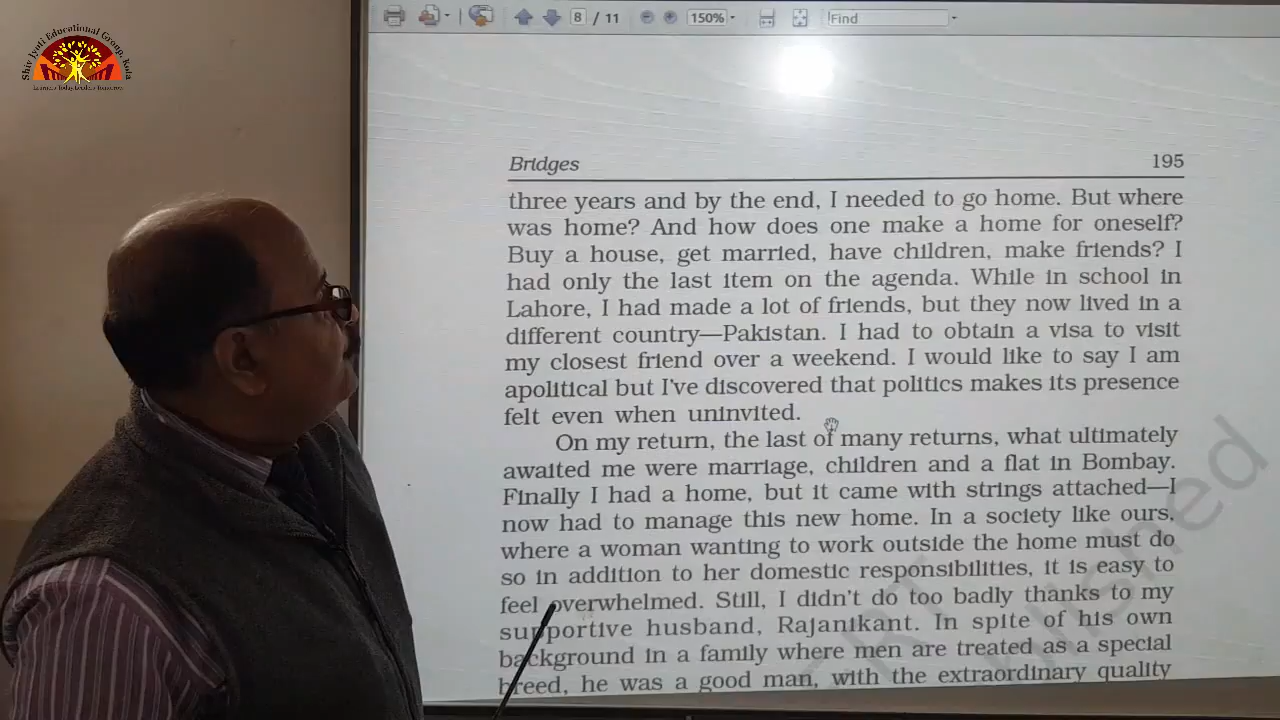 Shiv Jyoti Educational Group, Kota
8 / 11
150%
Find
Bridges 195
three years and by the end, I needed to go home. But where
was home? And how does one make a home for oneself?
Buy a house, get married, have children, make friends? I
had only the last item on the agenda. While in school in
Lahore, I had made a lot of friends, but they now lived in a
different country—Pakistan. I had to obtain a visa to visit
my closest friend over a weekend. I would like to say I am
apolitical but I've discovered that politics makes its presence
felt even when uninvited.
On my return, the last of many returns, what ultimately
awaited me were marriage, children and a flat in Bombay.
Finally I had a home, but it came with strings attached—I
now had to manage this new home. In a society like ours,
where a woman wanting to work outside the home must do
so in addition to her domestic responsibilities, it is easy to
feel overwhelmed. Still, I didn't do too badly thanks to my
supportive husband, Rajanikant. In spite of his own
background in a family where men are treated as a special
breed, he was a good man, with the extraordinary quality